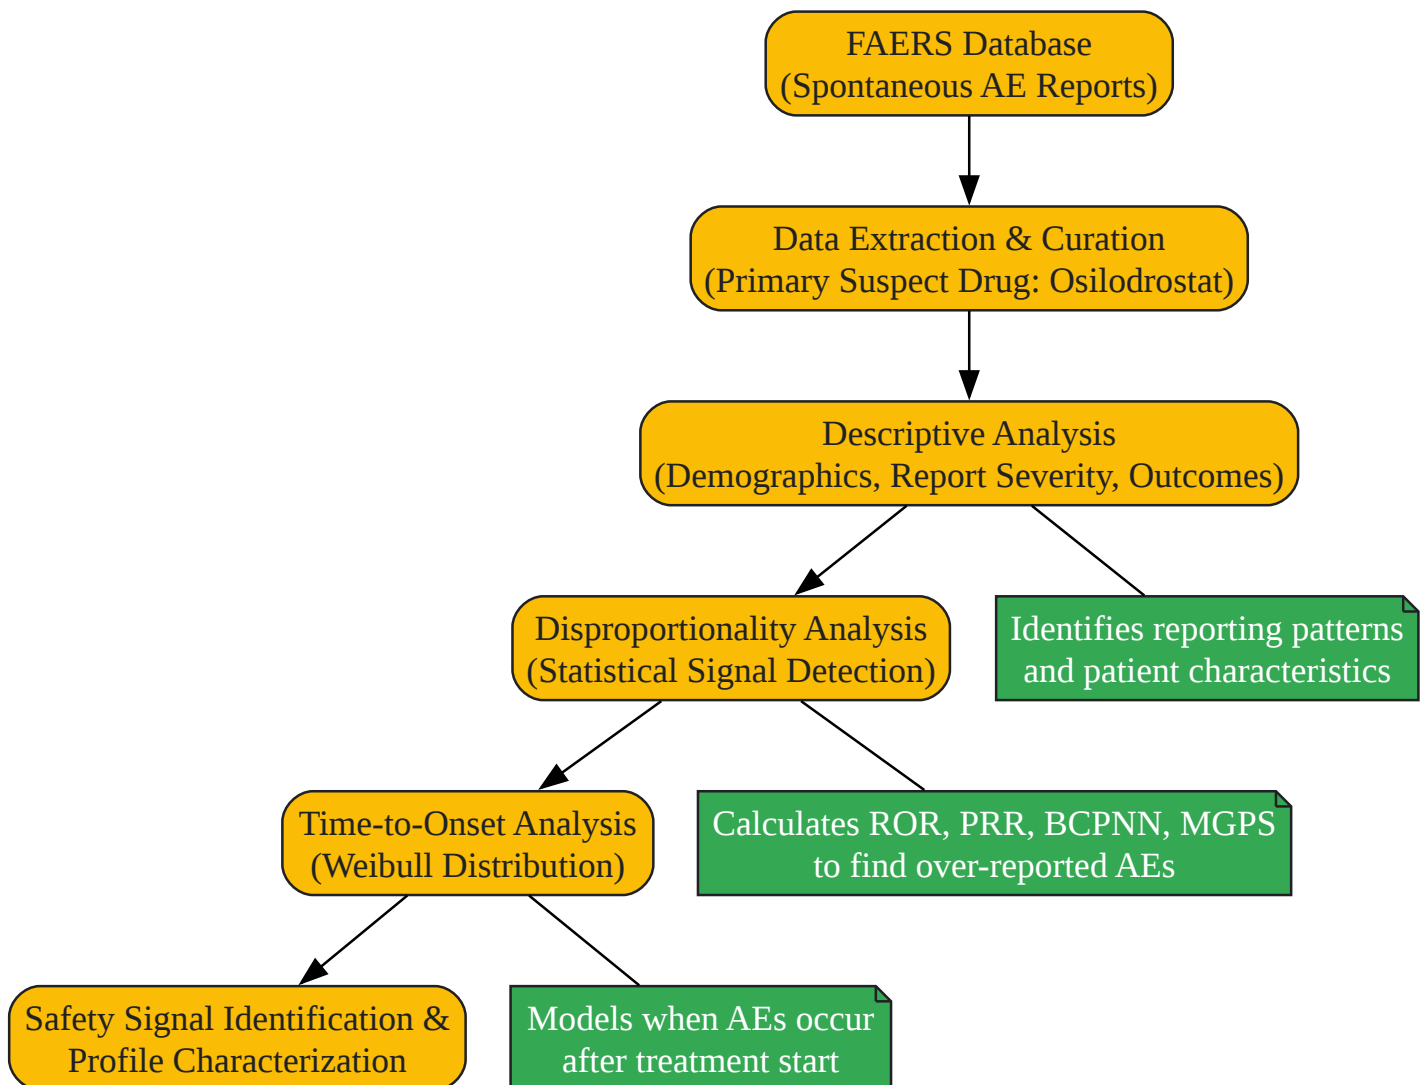 FAERS Database
(Spontaneous AE Reports)
Data Extraction & Curation
(Primary Suspect Drug: Osilodrostat)
Descriptive Analysis
(Demographics, Report Severity, Outcomes)
Disproportionality Analysis
(Statistical Signal Detection)
Identifies reporting patterns
and patient characteristics
Time-to-Onset Analysis
(Weibull Distribution)
Calculates ROR, PRR, BCPNN, MGPS
to find over-reported AEs
Safety Signal Identification &
Profile Characterization
Models when AEs occur
after treatment start